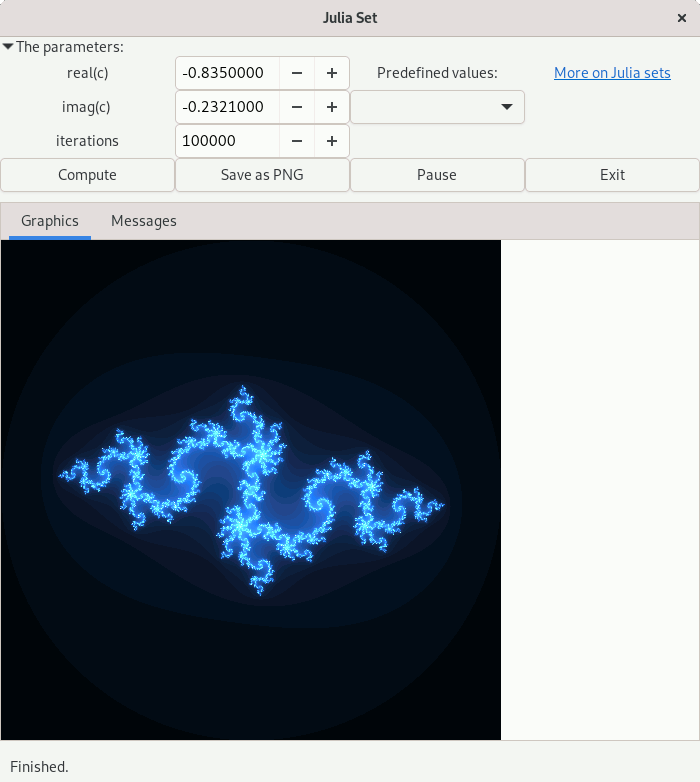 Julia Set
The parameters:
real(c) -0.8350000 Predefined values: More on Julia sets
imag(c) -0.2321000
iterations 100000
Compute Save as PNG Pause Exit
Graphics Messages
Finished.